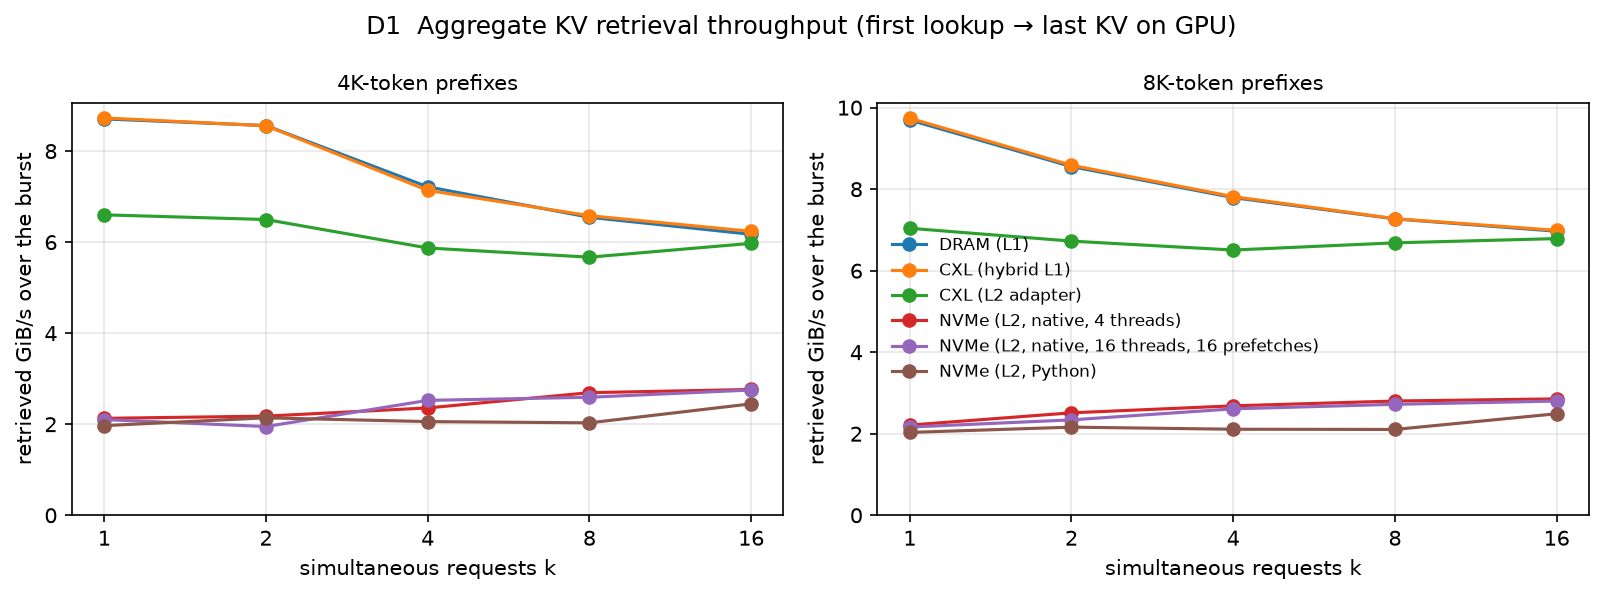 D1  Aggregate KV retrieval throughput (first lookup → last KV on GPU)
4K-token prefixes
retrieved GiB/s over the burst
8
6
4
2
0
1 2 4 8 16
simultaneous requests k
8K-token prefixes
retrieved GiB/s over the burst
10
8
6
4
2
0
DRAM (L1)
CXL (hybrid L1)
CXL (L2 adapter)
NVMe (L2, native, 4 threads)
NVMe (L2, native, 16 threads, 16 prefetches)
NVMe (L2, Python)
1 2 4 8 16
simultaneous requests k